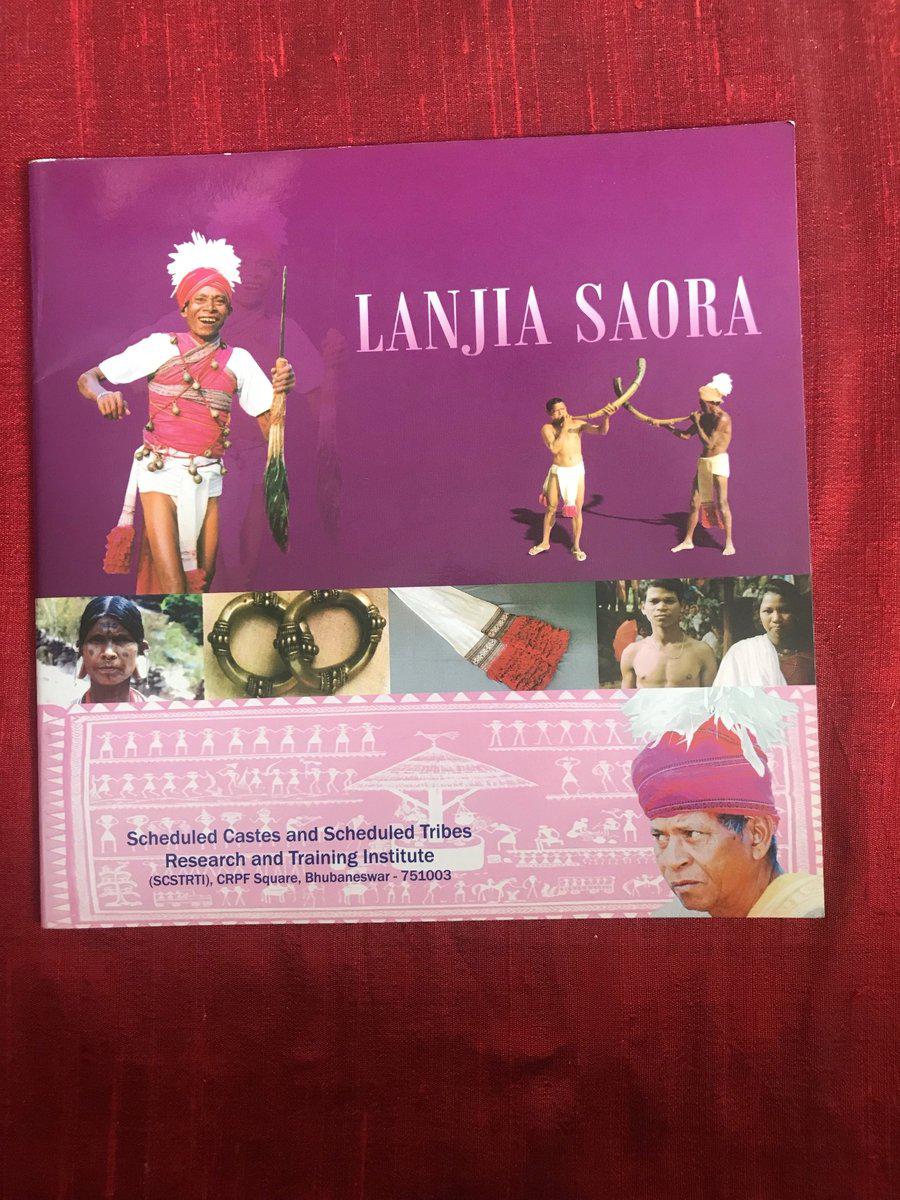 LANJIA SAORA
Scheduled Castes and Scheduled Tribes
Research and Training Institute
(SCSTRTI), CRPF Square, Bhubaneswar - 751003